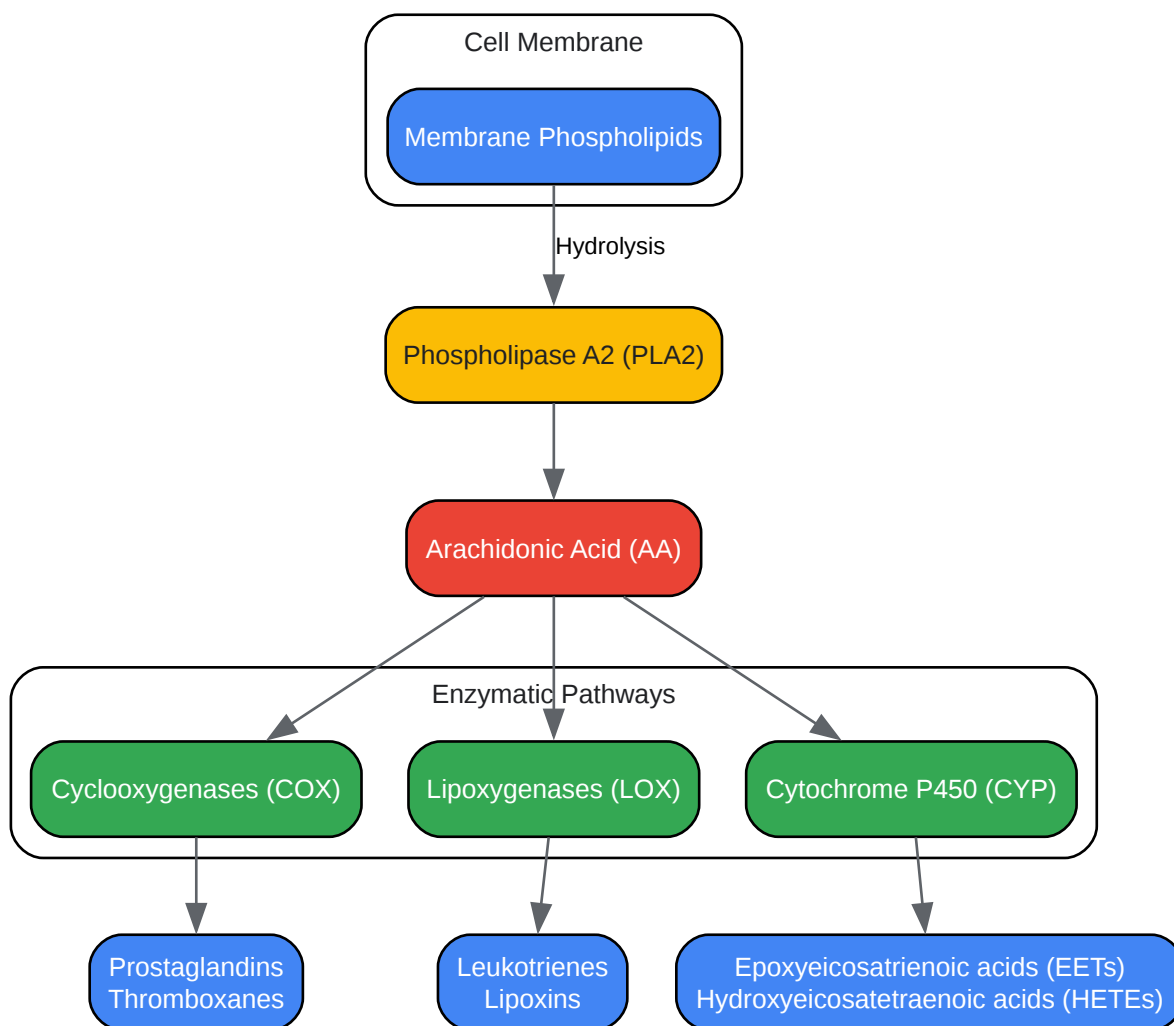 Cell Membrane
Membrane Phospholipids
Hydrolysis
Phospholipase A2 (PLA2)
Arachidonic Acid (AA)
Enzymatic Pathways
Cyclooxygenases (COX)
Lipoxygenases (LOX)
Cytochrome P450 (CYP)
Prostaglandins
Thromboxanes
Leukotrienes
Lipoxins
Epoxyeicosatrienoic acids (EETs)
Hydroxyeicosatetraenoic acids (HETEs)